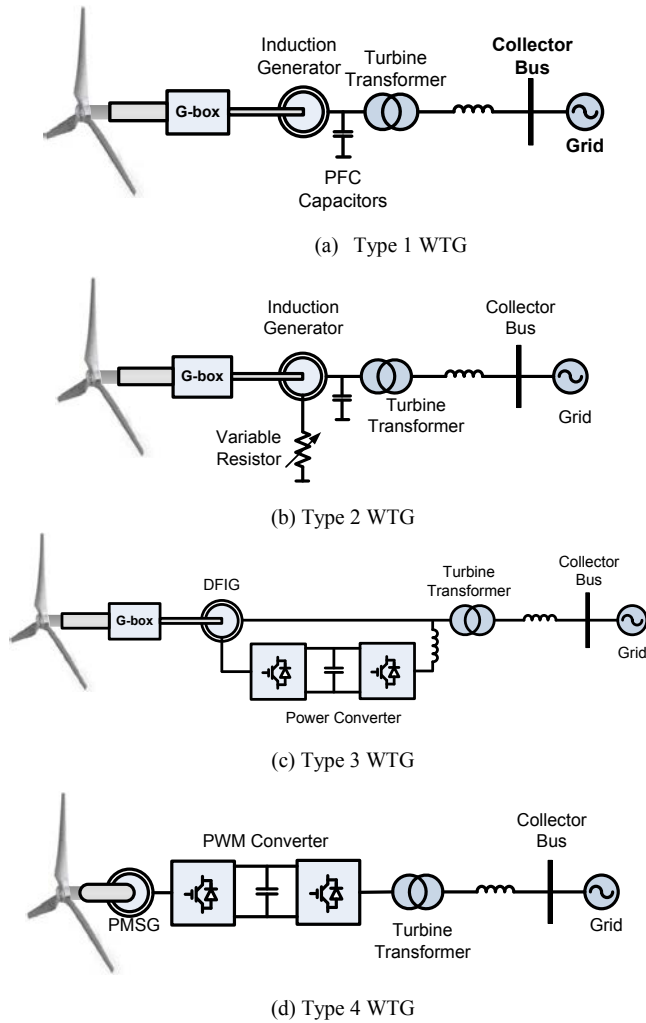 Induction
Generator
Turbine
Transformer
Collector
Bus
G-box
PFC
Capacitors
Grid
(a) Type 1 WTG
Induction
Generator
Collector
Bus
G-box
Variable
Resistor
Turbine
Transformer
Grid
(b) Type 2 WTG
DFIG
Turbine
Transformer
Collector
Bus
G-box
Grid
Power Converter
(c) Type 3 WTG
PWM Converter
Collector
Bus
PMSG
Turbine
Transformer
Grid
(d) Type 4 WTG